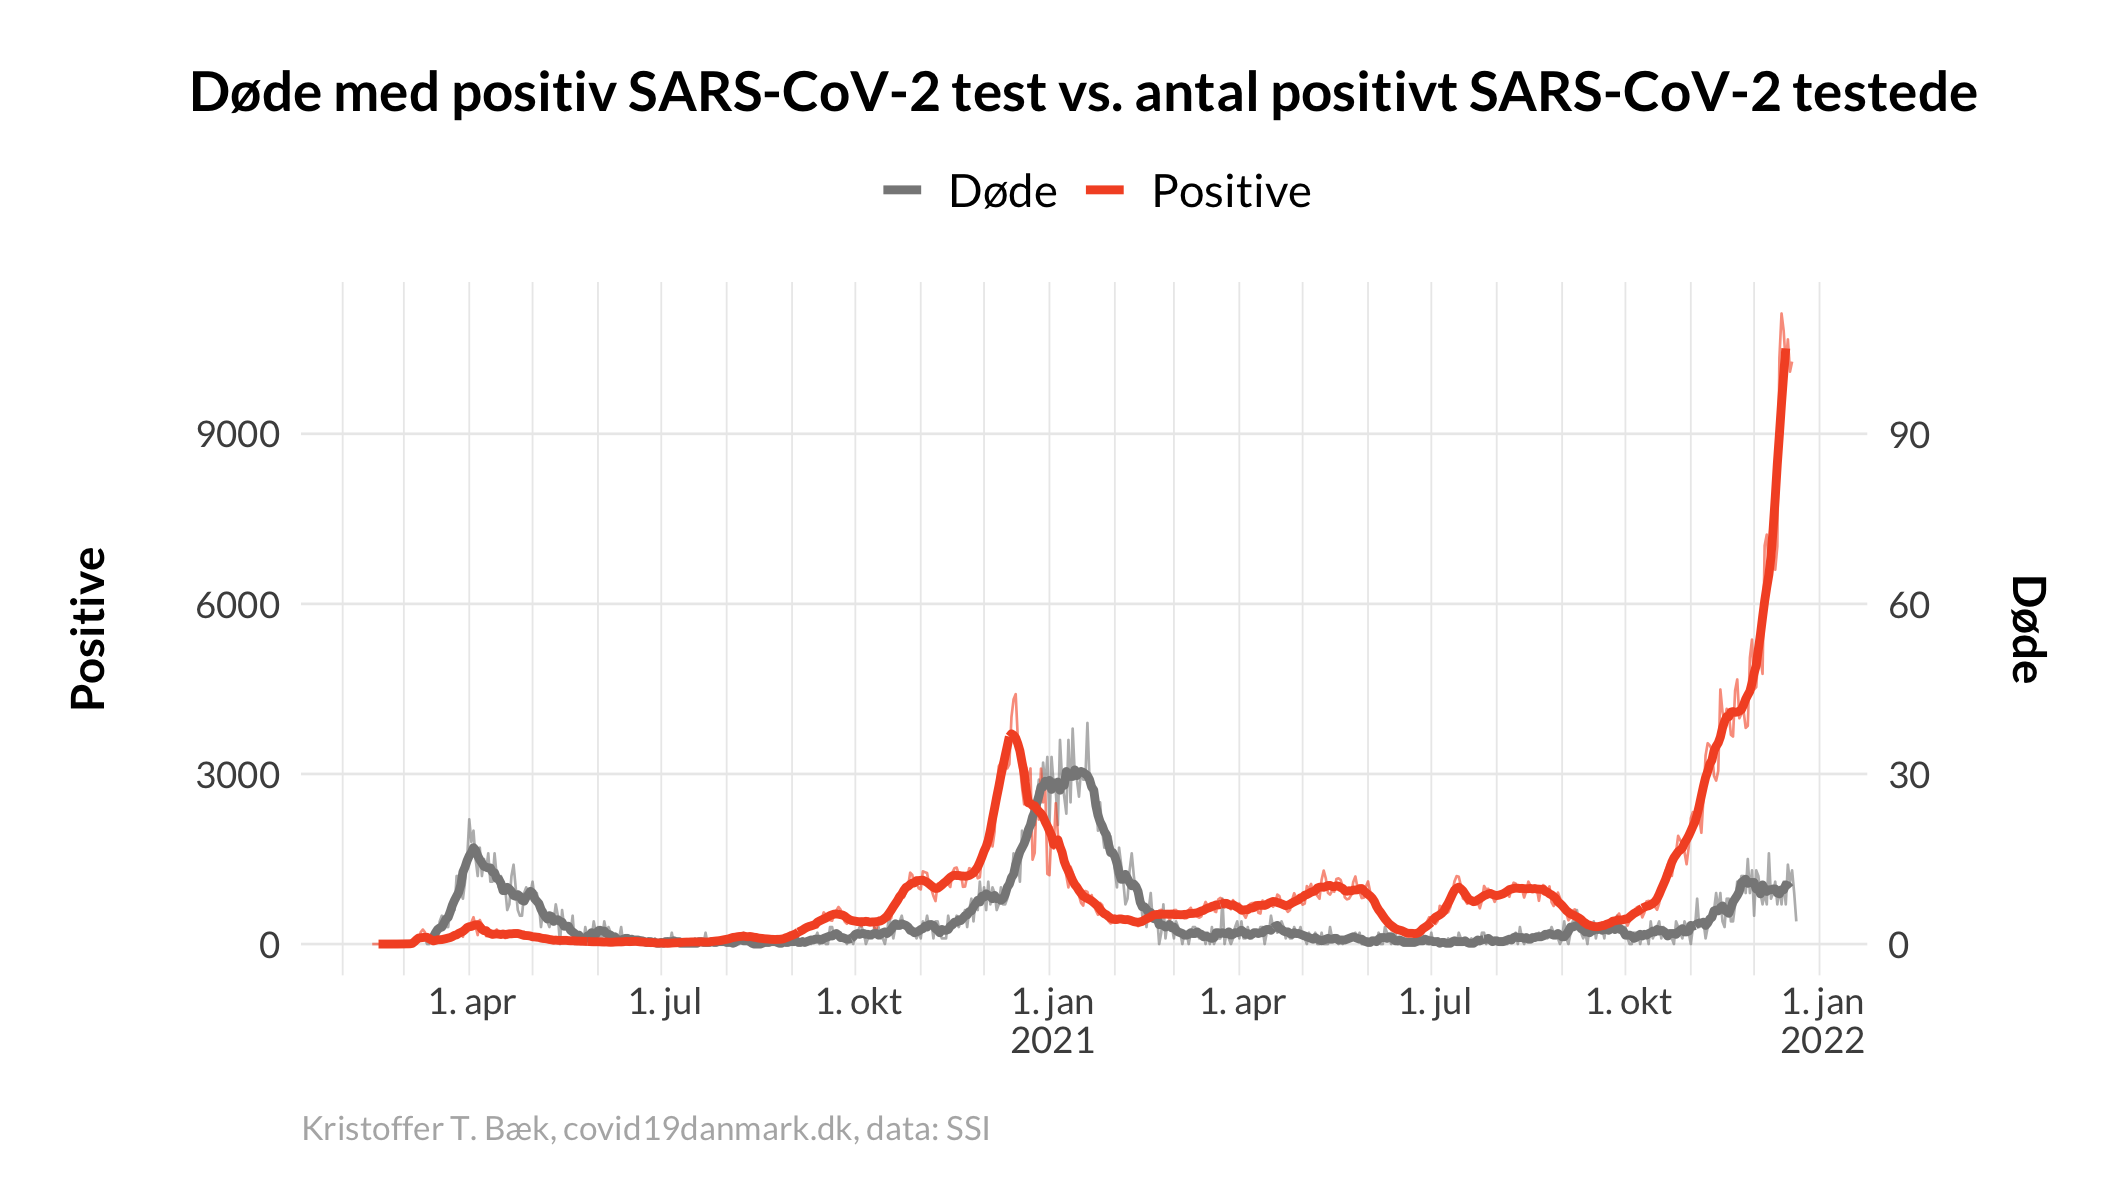 Døde med positiv SARS-CoV-2 test vs. antal positivt SARS-CoV-2 testede
Døde Positive
Positive
9000
6000
3000
0
90
60
30
0
Døde
1. apr 1. jul 1. okt 1. jan 1. apr 1. jul 1. okt 1. jan
2021 2022
Kristoffer T. Bæk, covid19danmark.dk, data: SSI